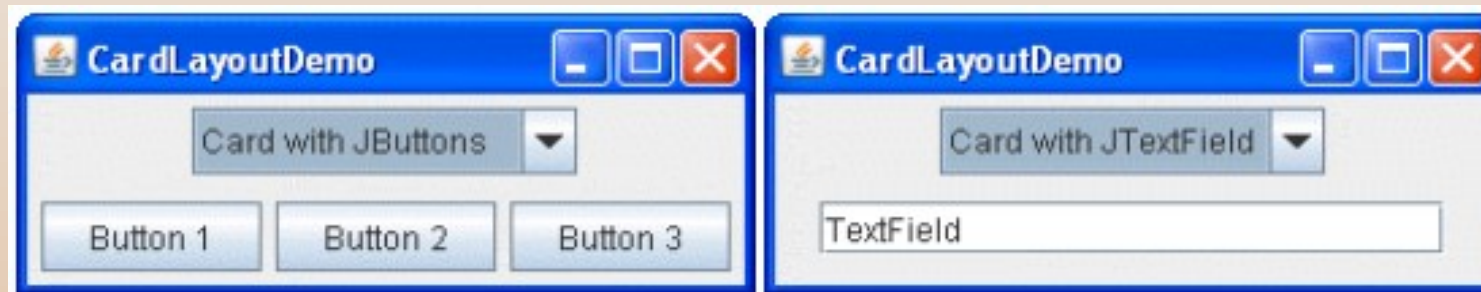 CardLayoutDemo
Card with JButtons
Button 1 Button 2 Button 3
CardLayoutDemo
Card with JTextField
TextField